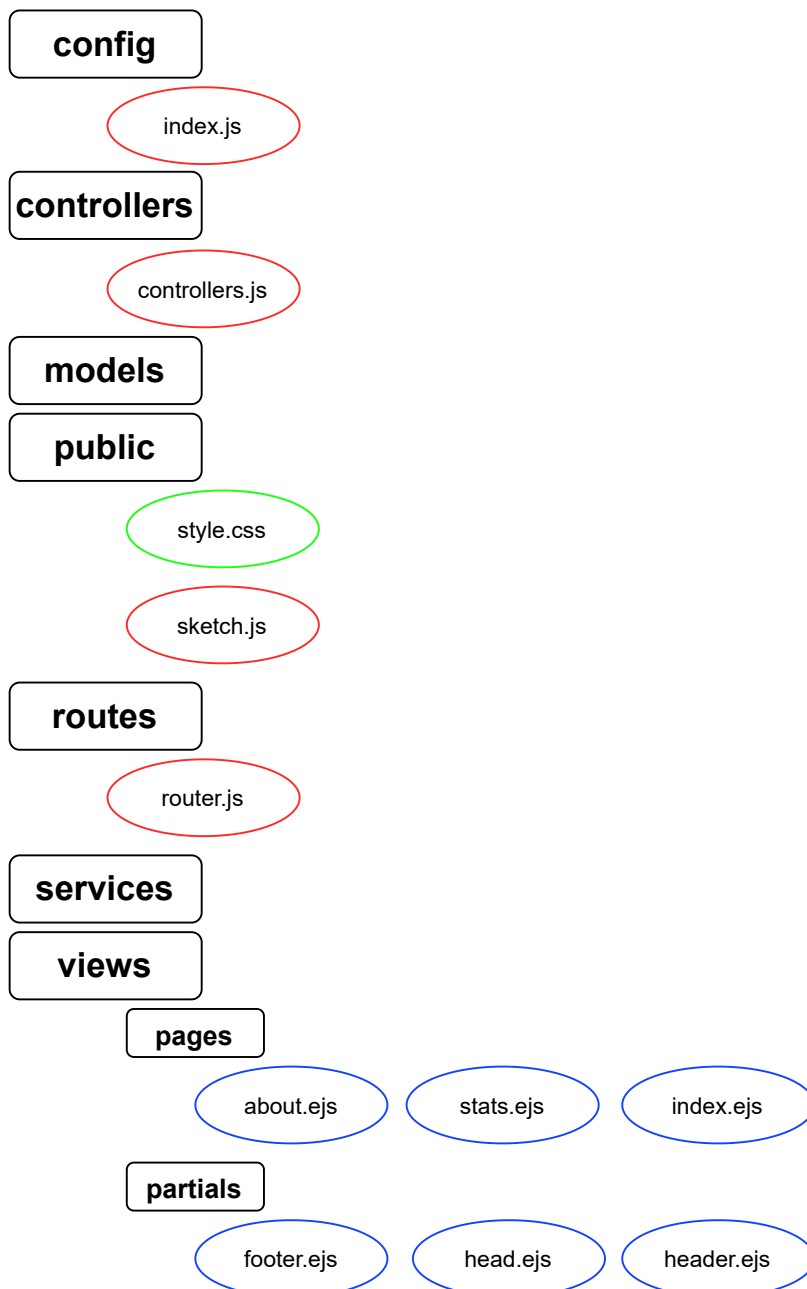 config
index.js
controllers
controllers.js
models
public
style.css
sketch.js
routes
router.js
services
views
pages
about.ejs stats.ejs index.ejs
partials
footer.ejs head.ejs header.ejs